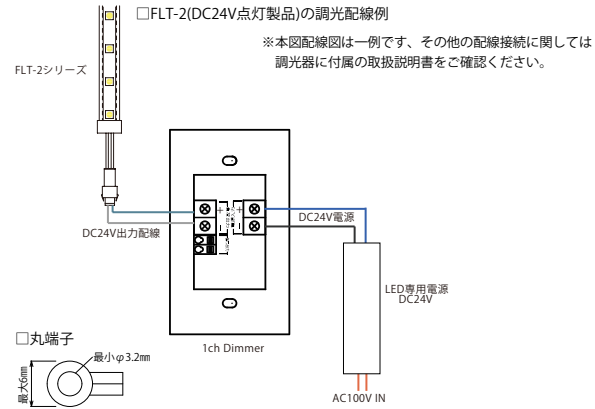 □FLT-2(DC24V点灯製品)の調光配線例
※本図配線図は一例です、その他の配線接続に関しては
調光器に付属の取扱説明書をご確認ください。
FLT-2シリーズ
DC24V出力配線
DC24V電源
LED専用電源
DC24V
1ch Dimmer
AC100V IN
□丸端子
最小φ3.2㎜
最大6㎜